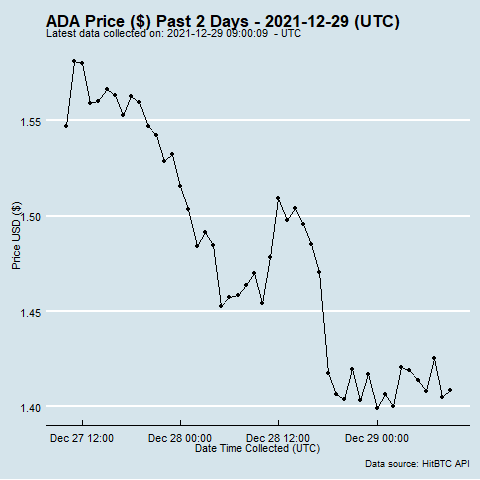 ADA Price ($) Past 2 Days - 2021-12-29 (UTC)
Latest data collected on: 2021-12-29 09:00:09 - UTC
Price USD ($)
1.55
1.50
1.45
1.40
Dec 27 12:00 Dec 28 00:00 Dec 28 12:00 Dec 29 00:00
Date Time Collected (UTC)
Data source: HitBTC API